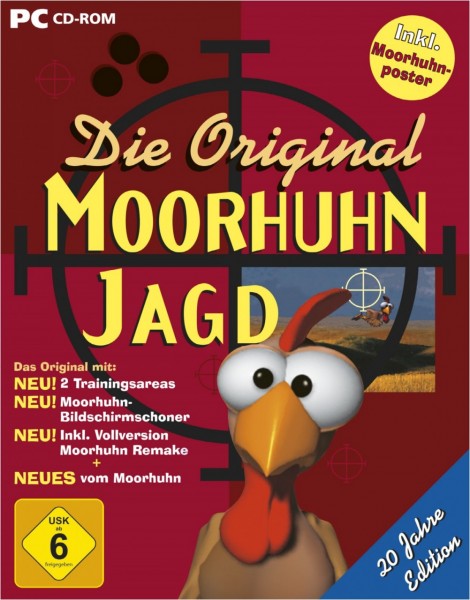 PC CD-ROM
Inkl.
Moorhuhn-
poster
Die Original
MOORHUHN
JAGD
Das Original mit:
NEU! 2 Trainingsareas
NEU! Moorhuhn-
Bildschirmschoner
NEU! Inkl. Vollversion
Moorhuhn Remake
+
NEUES vom Moorhuhn
USK
ab
6
freigegeben
20 Jahre
Edition